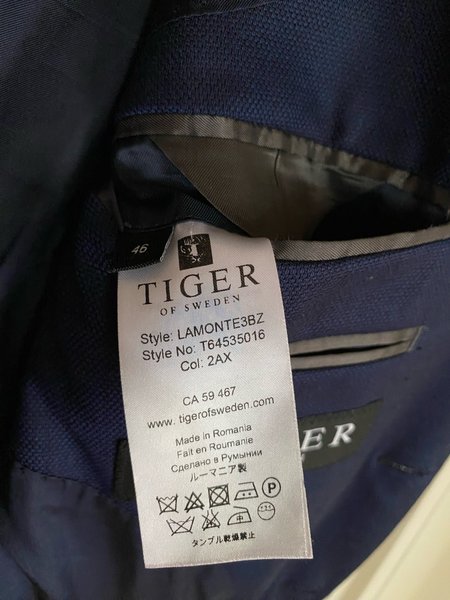 46
TIGER
OF SWEDEN
Style: LAMONTE3BZ
Style No: T64535016
Col: 2AX
CA 59 467
www.tigerofsweden.com
Made in Romania
Fait en Roumanie
Сделано в Румынии
ルーマニア製
P
タンブル乾燥禁止